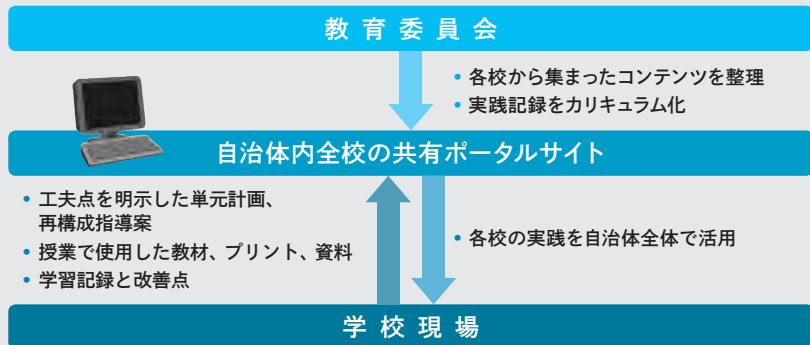 教育委員会
• 各校から集まったコンテンツを整理
• 実践記録をカリキュラム化
自治体内全校の共有ポータルサイト
• 工夫点を明示した単元計画、
再構成指導案
• 授業で使用した教材、プリント、資料
• 学習記録と改善点
• 各校の実践を自治体全体で活用
学校現場